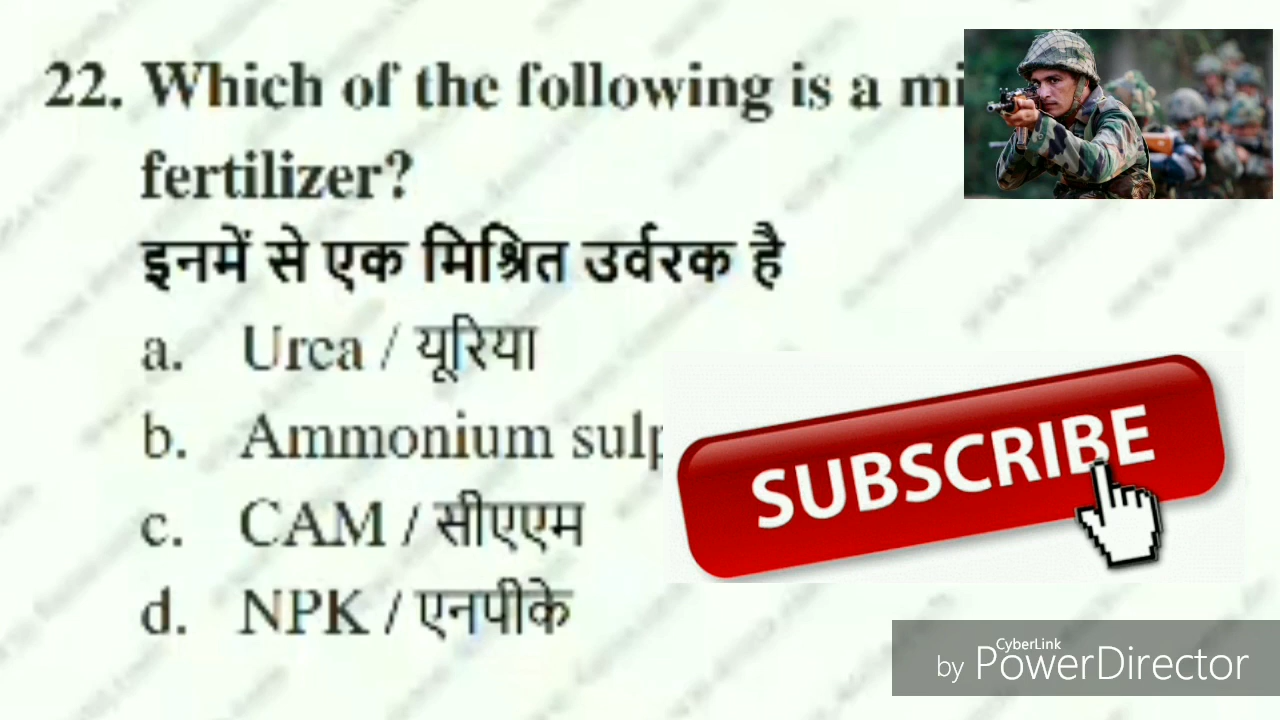 22. Which of the following is a mi
fertilizer?
इनमें से एक मिश्रित उर्वरक है
a. Urea / यूरिया
b. Ammonium sulp
c. CAM / सीएएम
d. NPK / एनपीके
SUBSCRIBE
CyberLink
by PowerDirector